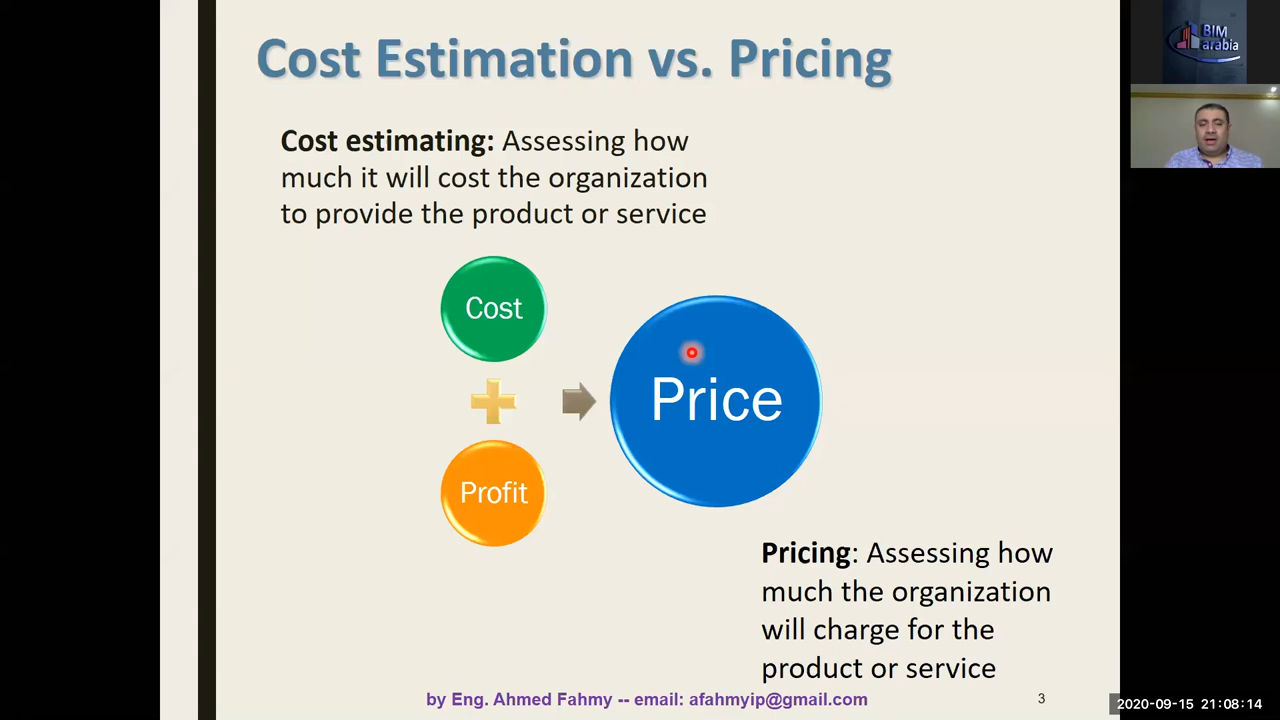 Cost Estimation vs. Pricing
BIM
arabia
Cost estimating: Assessing how
much it will cost the organization
to provide the product or service
Cost
Price
Profit
Pricing: Assessing how
much the organization
will charge for the
product or service
by Eng. Ahmed Fahmy -- email: afahmyip@gmail.com
3
2020-09-15 21:08:14